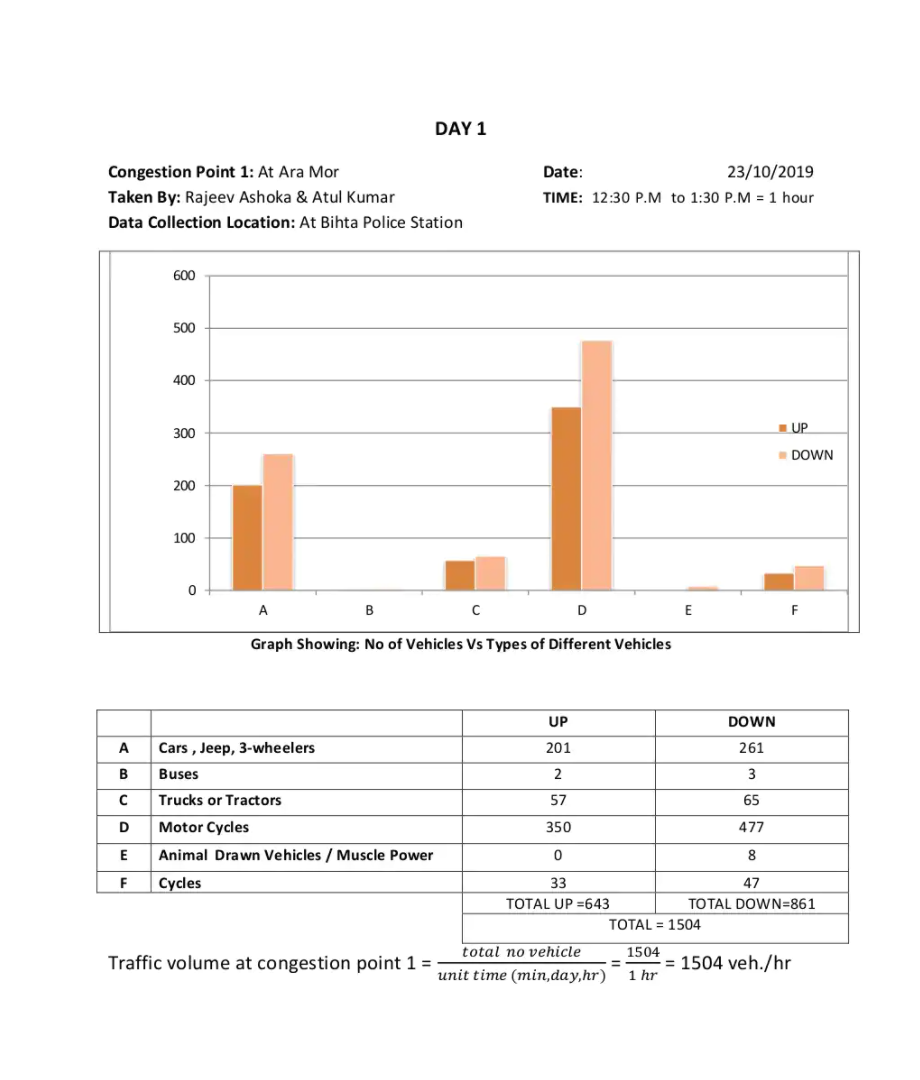 DAY 1
Congestion Point 1: At Ara Mor Date: 23/10/2019
Taken By: Rajeev Ashoka & Atul Kumar TIME: 12:30 P.M to 1:30 P.M = 1 hour
Data Collection Location: At Bihta Police Station
600
500
400
300
200
100
0
UP
DOWN
A B C D E F
Graph Showing: No of Vehicles Vs Types of Different Vehicles
UP DOWN
A Cars , Jeep, 3-wheelers 201 261
B Buses 2 3
C Trucks or Tractors 57 65
D Motor Cycles 350 477
E Animal Drawn Vehicles / Muscle Power 0 8
F Cycles 33 47
TOTAL UP =643 TOTAL DOWN=861
TOTAL = 1504
Traffic volume at congestion point 1 = total no vehicle / unit time (min,day,hr) = 1504 / 1 hr = 1504 veh./hr